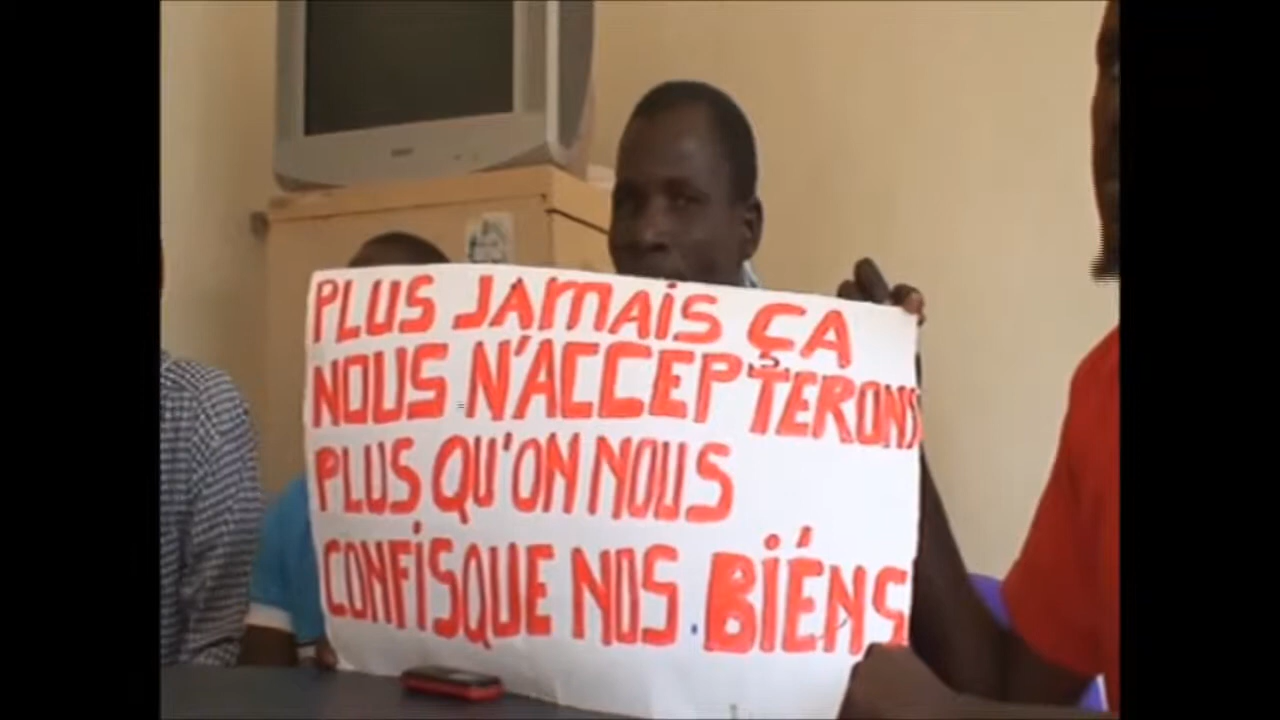 PLUS JAMAiS ÇA
NOUS N'ACCEPTERONS
PLUS QU'ON NOUS
CONFiSQUE NOS BiÉNS